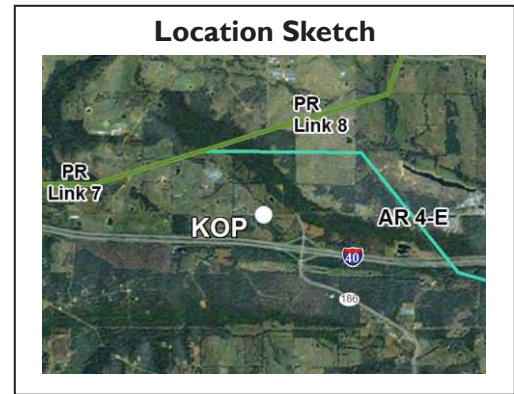 Location Sketch
PR
Link 8
PR
Link 7
KOP
AR 4-E
40
186